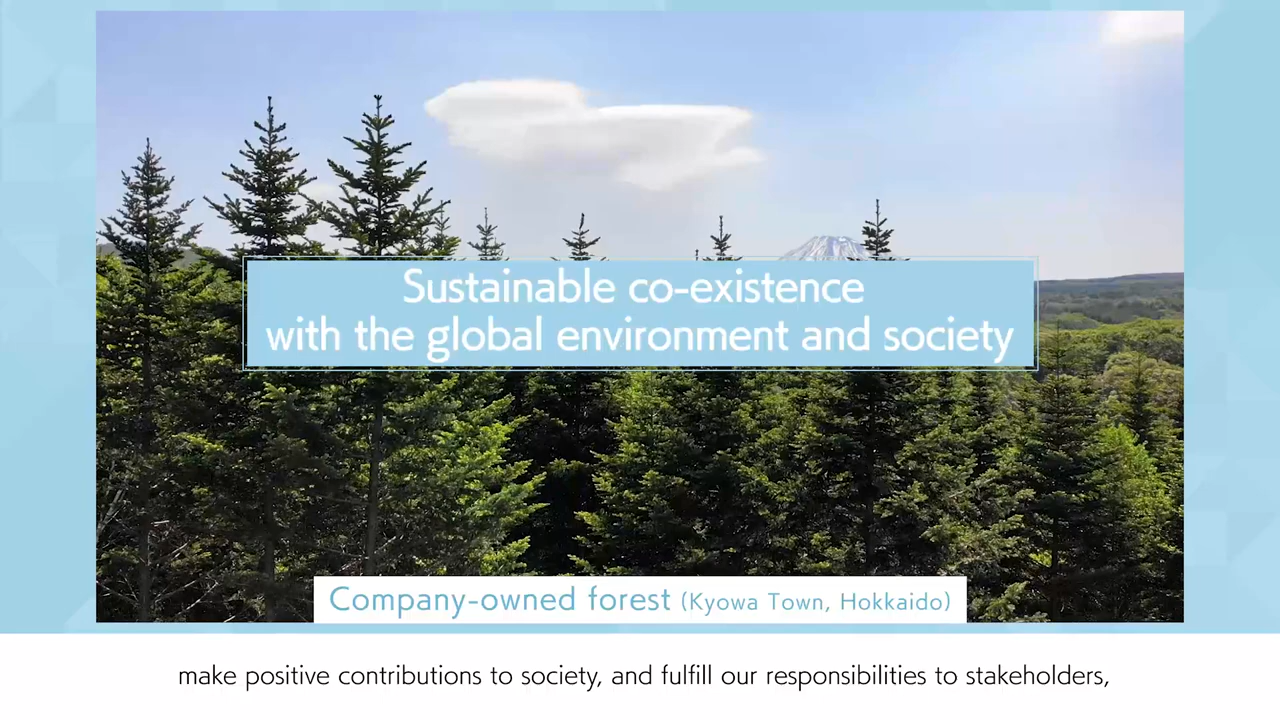 Sustainable co-existence
with the global environment and society
Company-owned forest (Kyowa Town, Hokkaido)
make positive contributions to society, and fulfill our responsibilities to stakeholders,